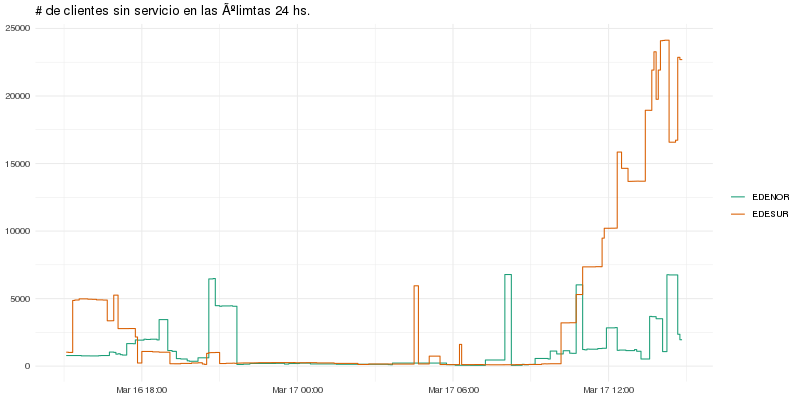 # de clientes sin servicio en las Ãºlimtas 24 hs.
25000
20000
15000
10000
5000
0
Mar 16 18:00
Mar 17 00:00
Mar 17 06:00
Mar 17 12:00
EDENOR
EDESUR